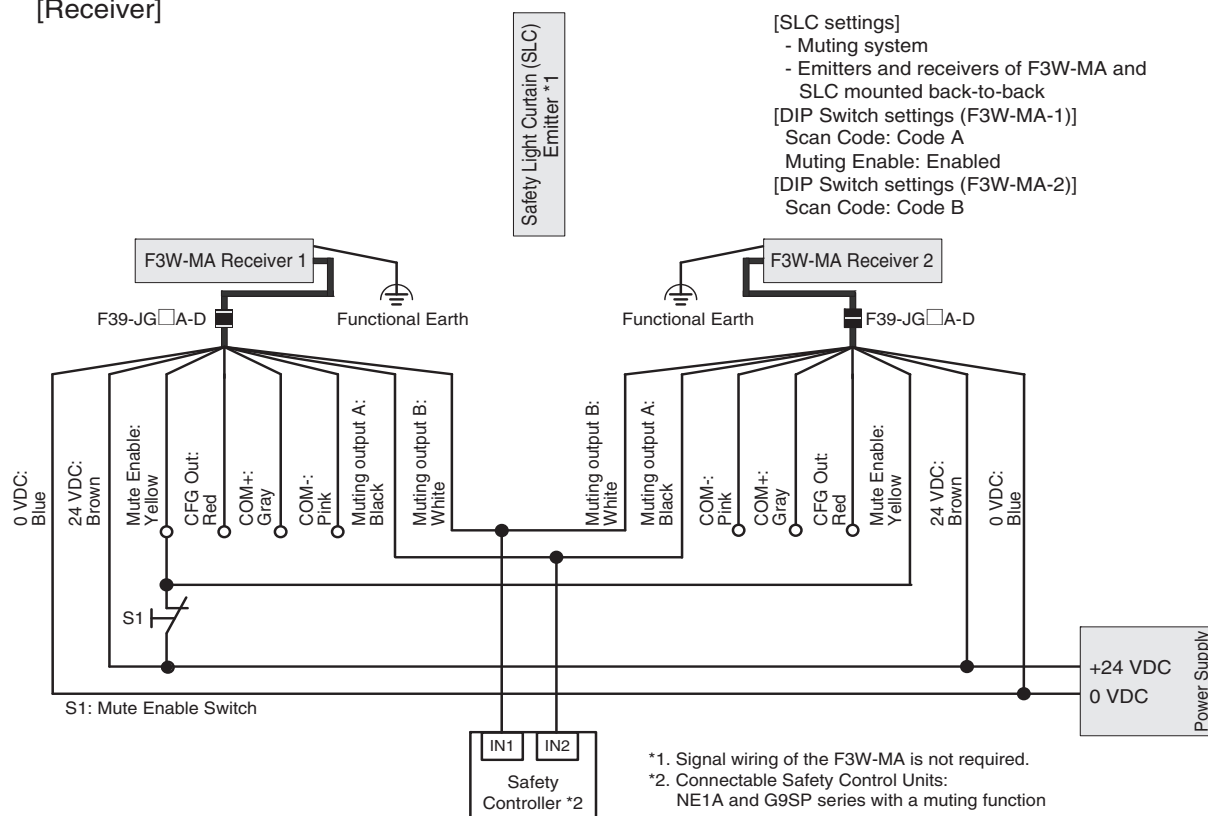 [Receiver]
Safety Light Curtain (SLC)
Emitter *1
[SLC settings]
- Muting system
- Emitters and receivers of F3W-MA and
SLC mounted back-to-back
[DIP Switch settings (F3W-MA-1)]
Scan Code: Code A
Muting Enable: Enabled
[DIP Switch settings (F3W-MA-2)]
Scan Code: Code B
F3W-MA Receiver 1
F39-JG□A-D
Functional Earth
F3W-MA Receiver 2
Functional Earth
F39-JG□A-D
0 VDC:
Blue
24 VDC:
Brown
Mute Enable:
Yellow
CFG Out:
Red
COM+:
Gray
COM-:
Pink
Muting output A:
Black
Muting output B:
White
Muting output B:
White
Muting output A:
Black
COM-:
Pink
COM+:
Gray
CFG Out:
Red
Mute Enable:
Yellow
24 VDC:
Brown
0 VDC:
Blue
S1
S1: Mute Enable Switch
+24 VDC
0 VDC
Power Supply
IN1
IN2
Safety
Controller *2
*1. Signal wiring of the F3W-MA is not required.
*2. Connectable Safety Control Units:
NE1A and G9SP series with a muting function